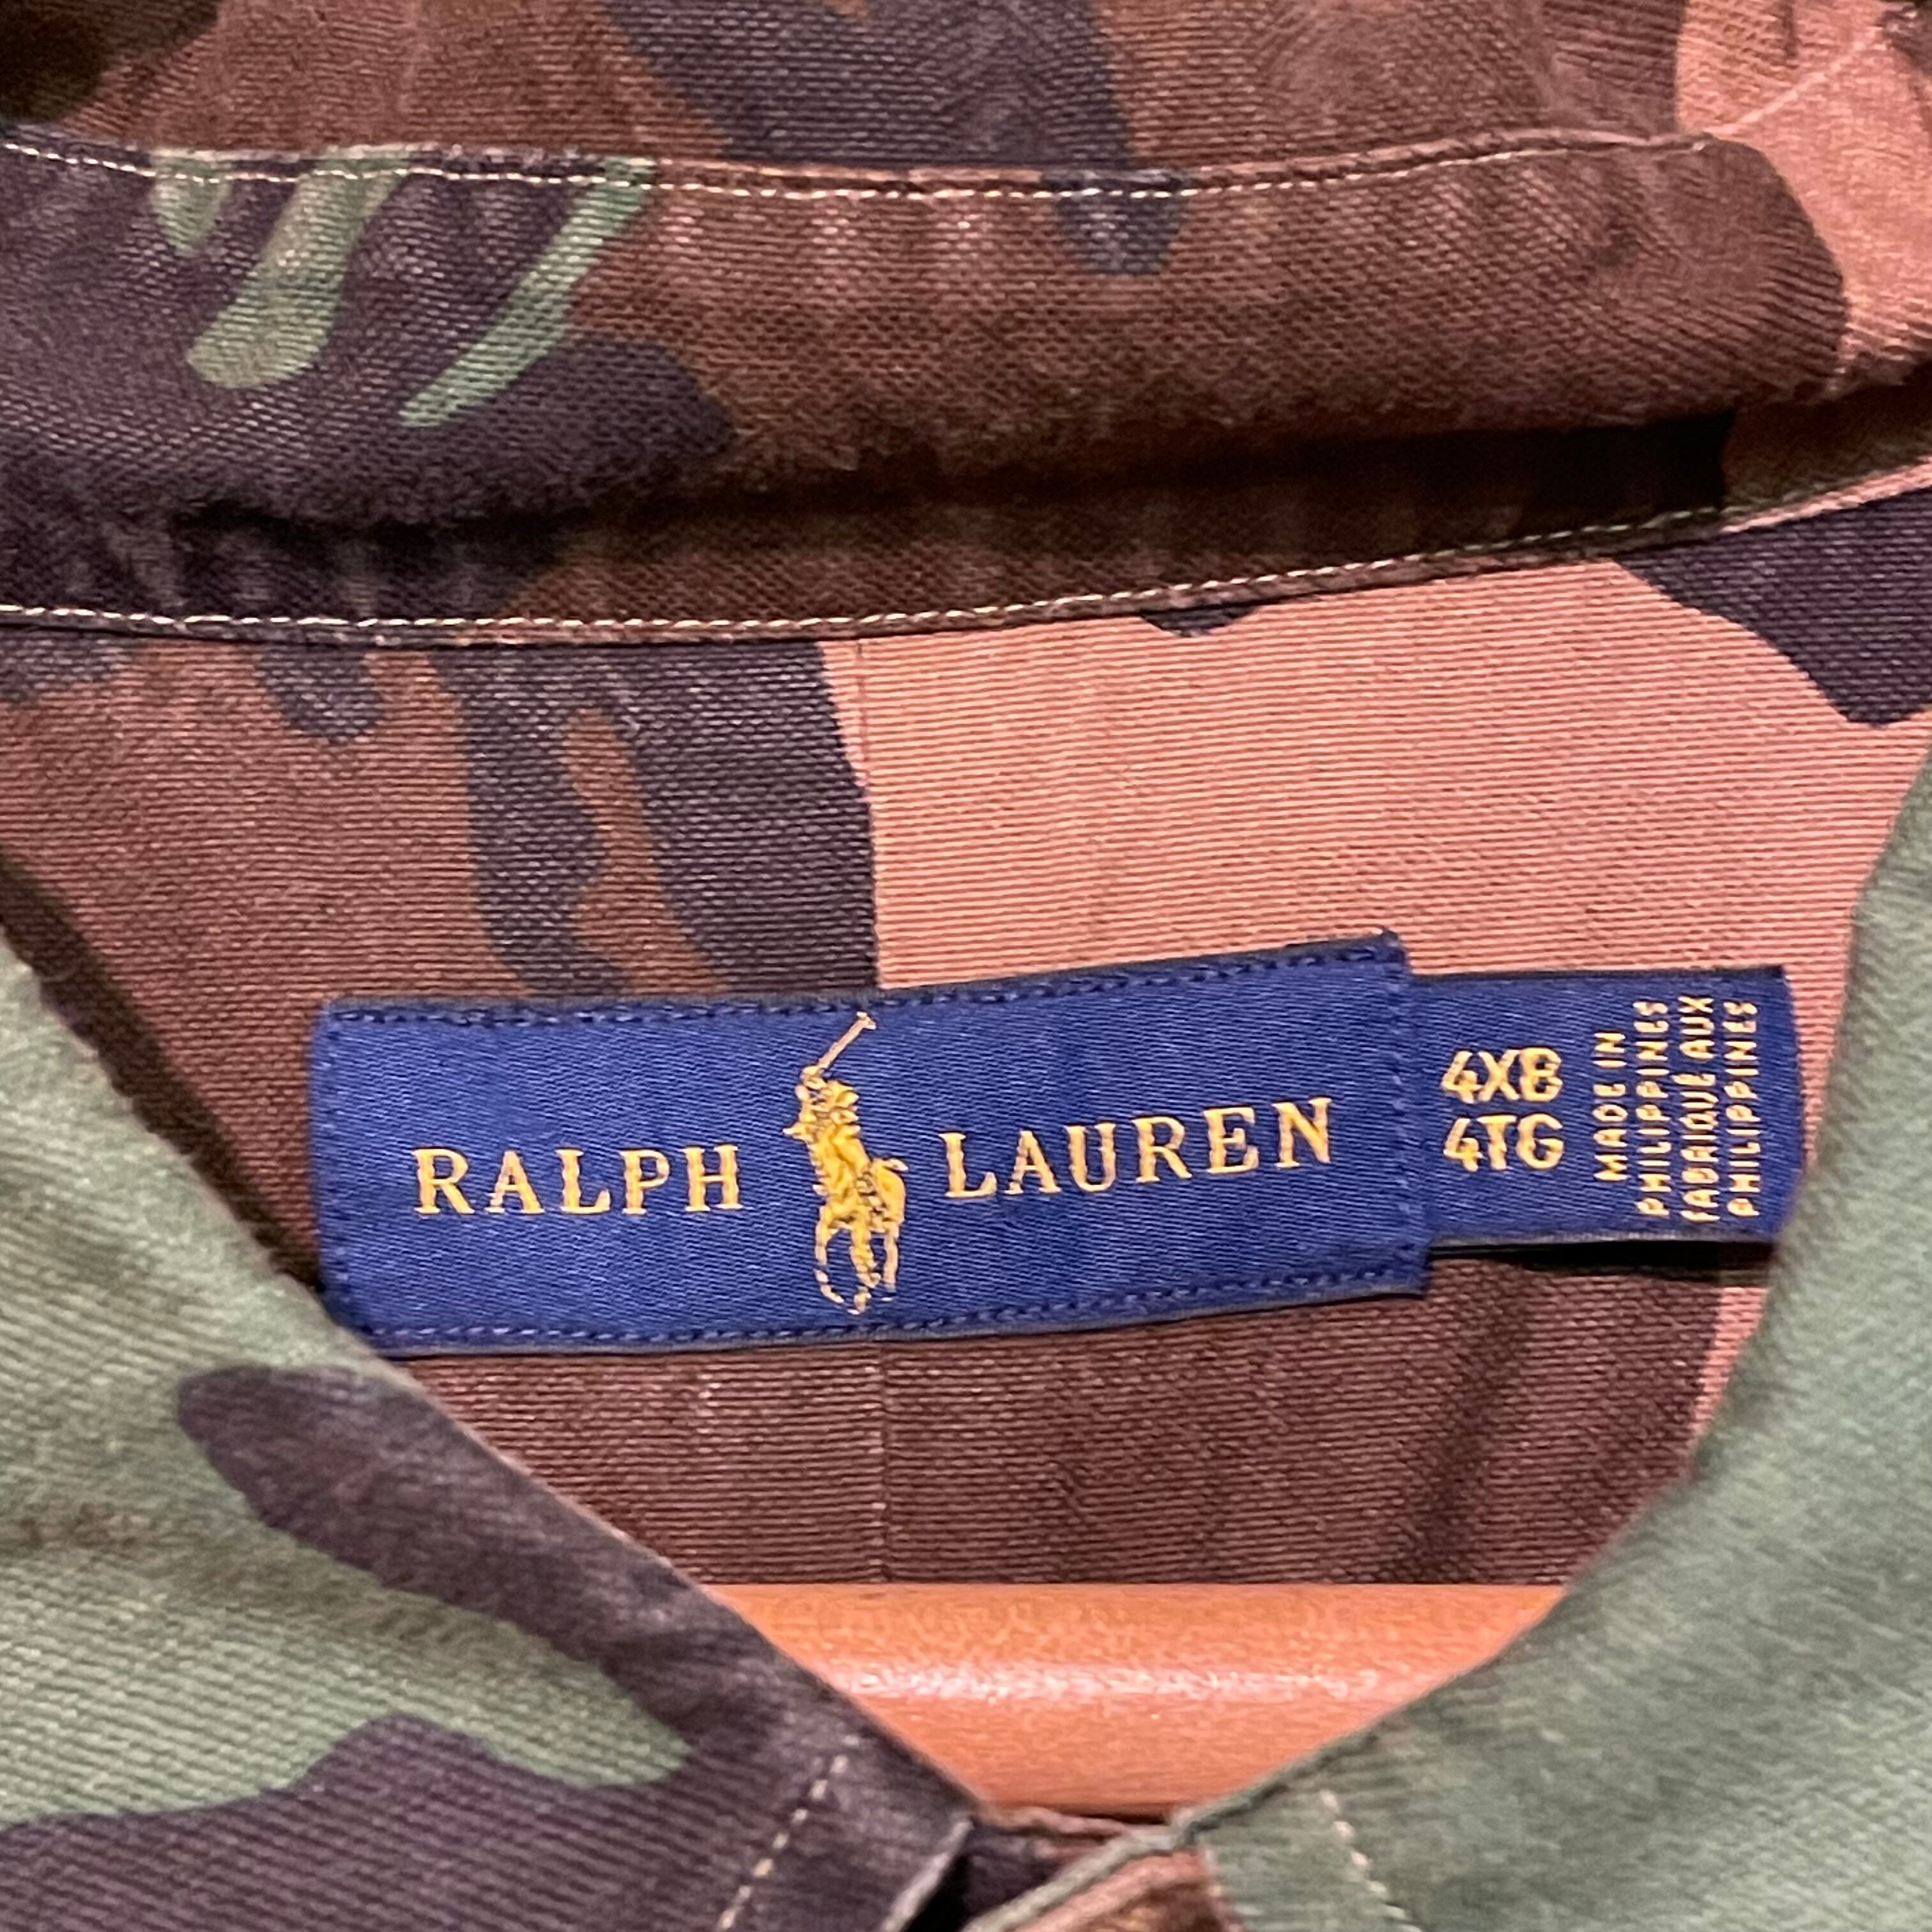 RALPH LAUREN
4XB
4TG
MADE IN
PHILIPPINES
FABRIQUÉ AUX
PHILIPPINES